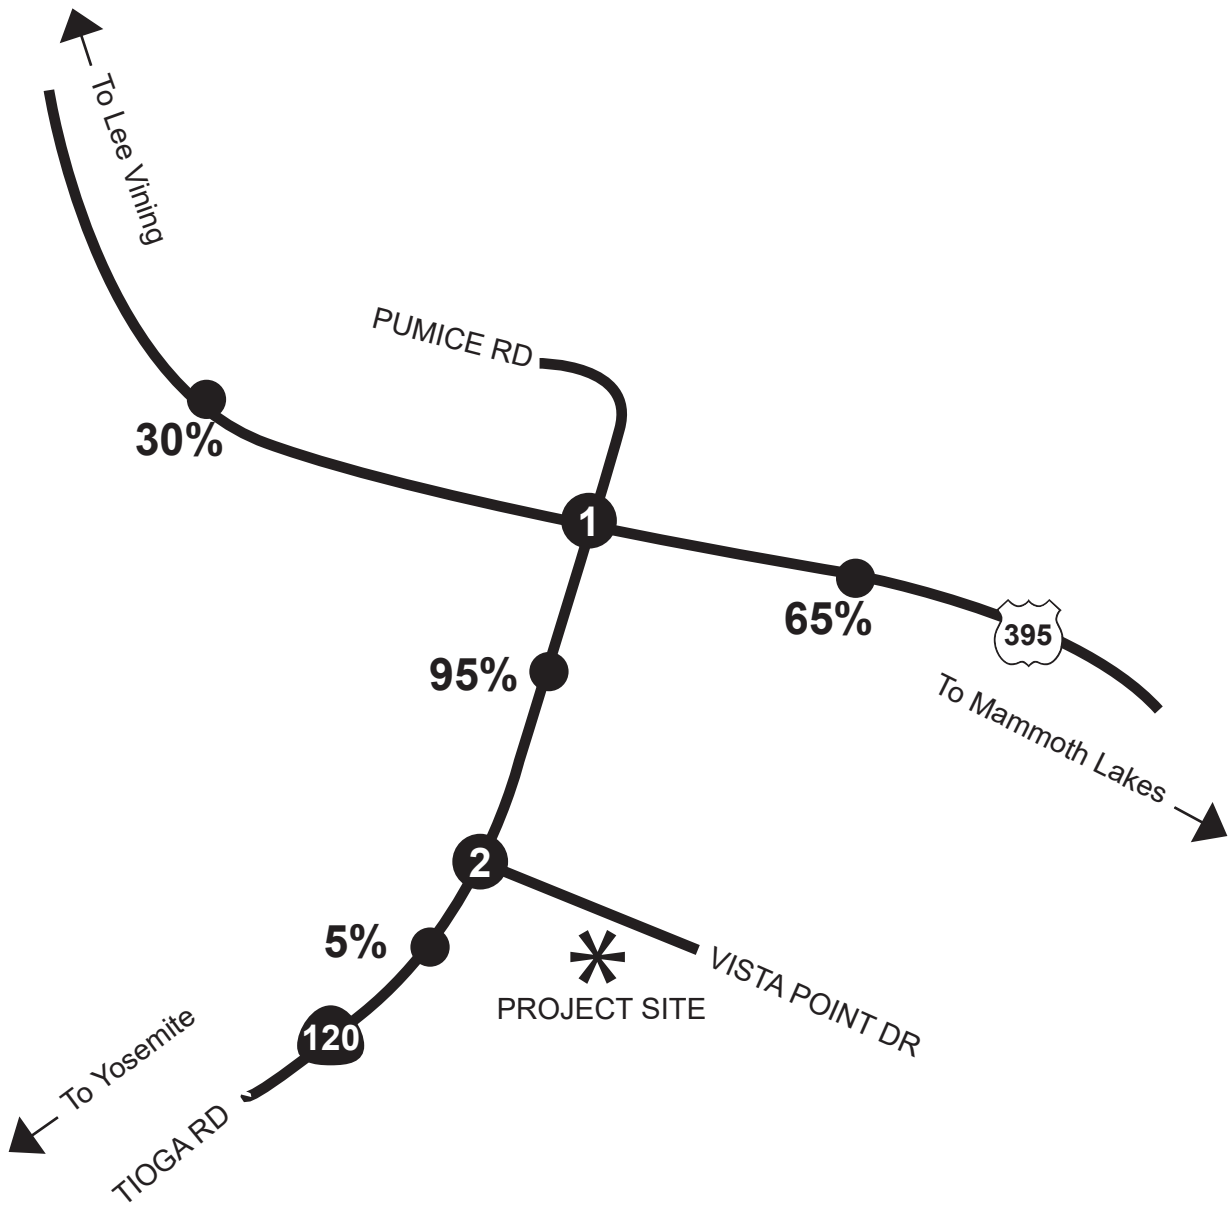 To Lee Vining
PUMICE RD
30%
1
65%
395
95%
To Mammoth Lakes
2
5%
VISTA POINT DR
PROJECT SITE
120
To Yosemite
TIOGA RD